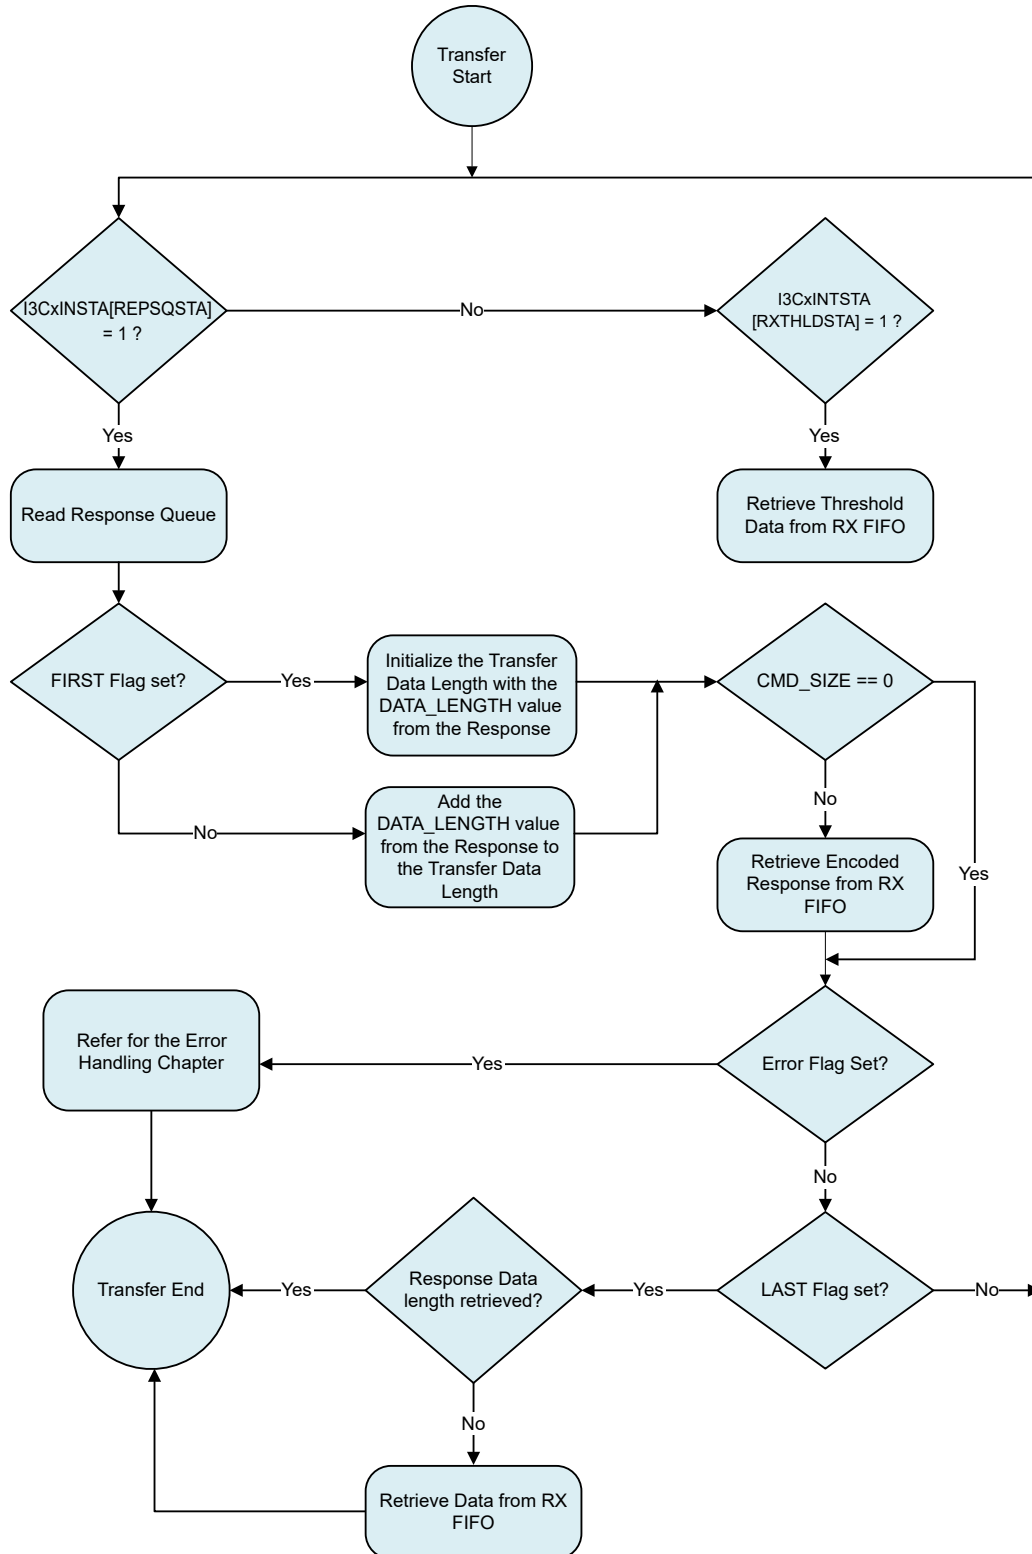 Transfer
Start
I3CxINSTA[REPSQSTA]
= 1 ?
No
I3CxINTSTA
[RXTHLDSTA] = 1 ?
Yes
Yes
Read Response Queue
Retrieve Threshold
Data from RX FIFO
FIRST Flag set?
Yes
Initialize the Transfer
Data Length with the
DATA_LENGTH value
from the Response
CMD_SIZE == 0
No
Add the
DATA_LENGTH value
from the Response to
the Transfer Data
Length
No
Retrieve Encoded
Response from RX
FIFO
Yes
Refer for the Error
Handling Chapter
Yes
Error Flag Set?
No
Transfer End
Yes
Response Data
length retrieved?
Yes
LAST Flag set?
No
No
Retrieve Data from RX
FIFO